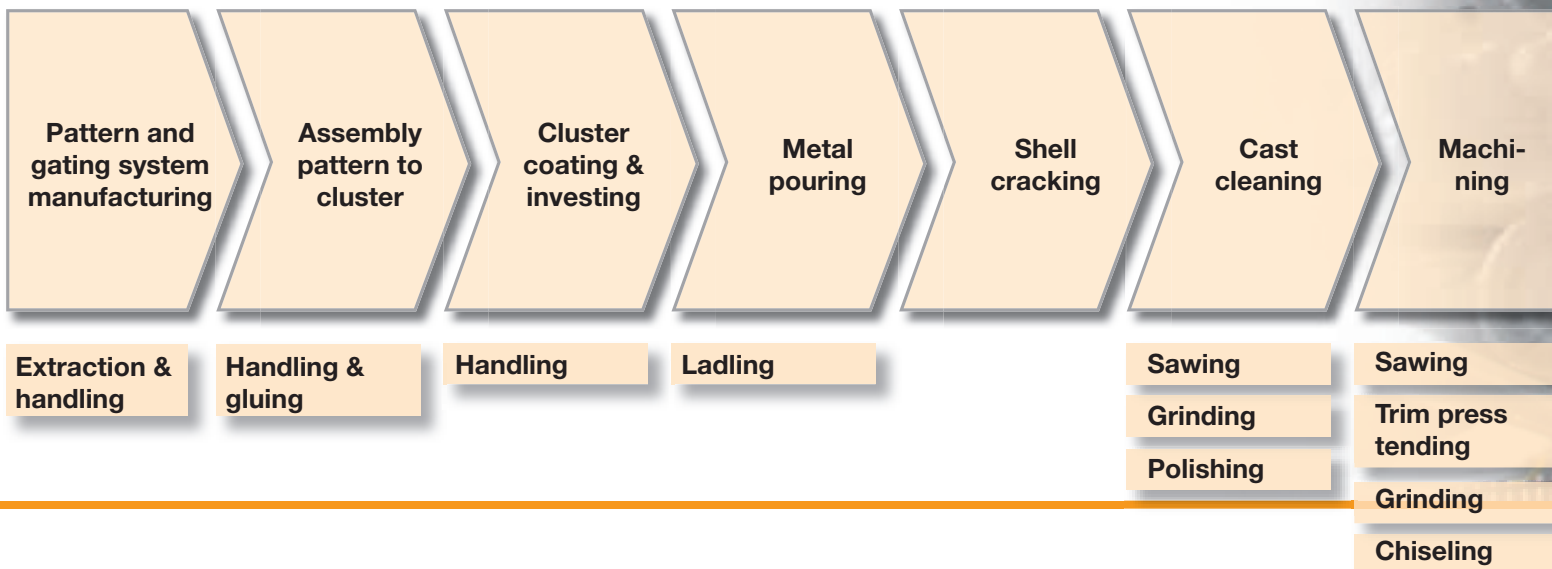 Pattern and
gating system
manufacturing
Assembly
pattern to
cluster
Cluster
coating &
investing
Metal
pouring
Shell
cracking
Cast
cleaning
Machi-
ning
Extraction &
handling
Handling &
gluing
Handling
Ladling
Sawing
Grinding
Polishing
Sawing
Trim press
tending
Grinding
Chiseling